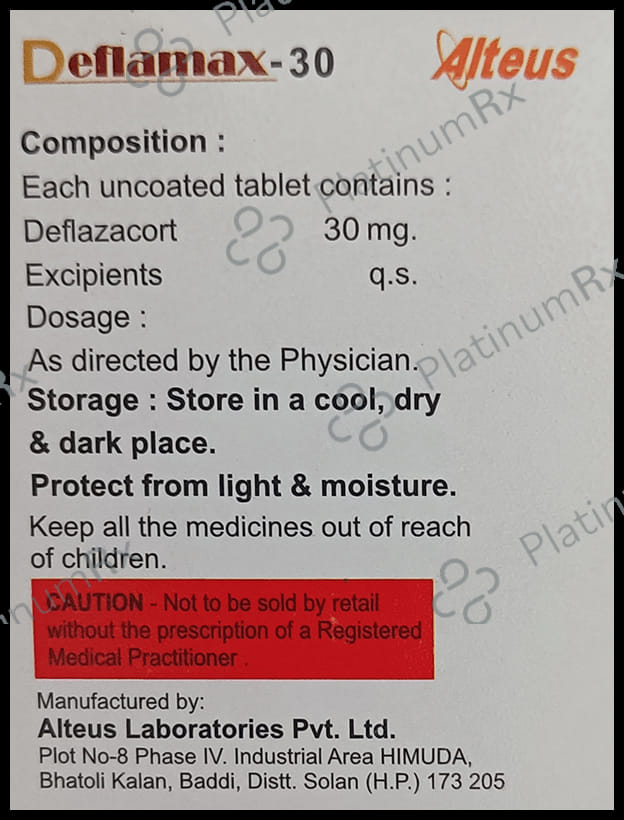 PlatinumRx
Deflamax-30
Alteus
Composition :
PlatinumRx
Each uncoated tablet contains :
Deflazacort 30 mg.
Excipients q.s.
Dosage :
PlatinumRx
As directed by the Physician.
Storage : Store in a cool, dry
& dark place.
Protect from light & moisture.
Keep all the medicines out of reach
of children.
CAUTION - Not to be sold by retail
without the prescription of a Registered
Medical Practitioner .
Manufactured by:
Alteus Laboratories Pvt. Ltd.
Plot No-8 Phase IV. Industrial Area HIMUDA,
Bhatoli Kalan, Baddi, Distt. Solan (H.P.) 173 205